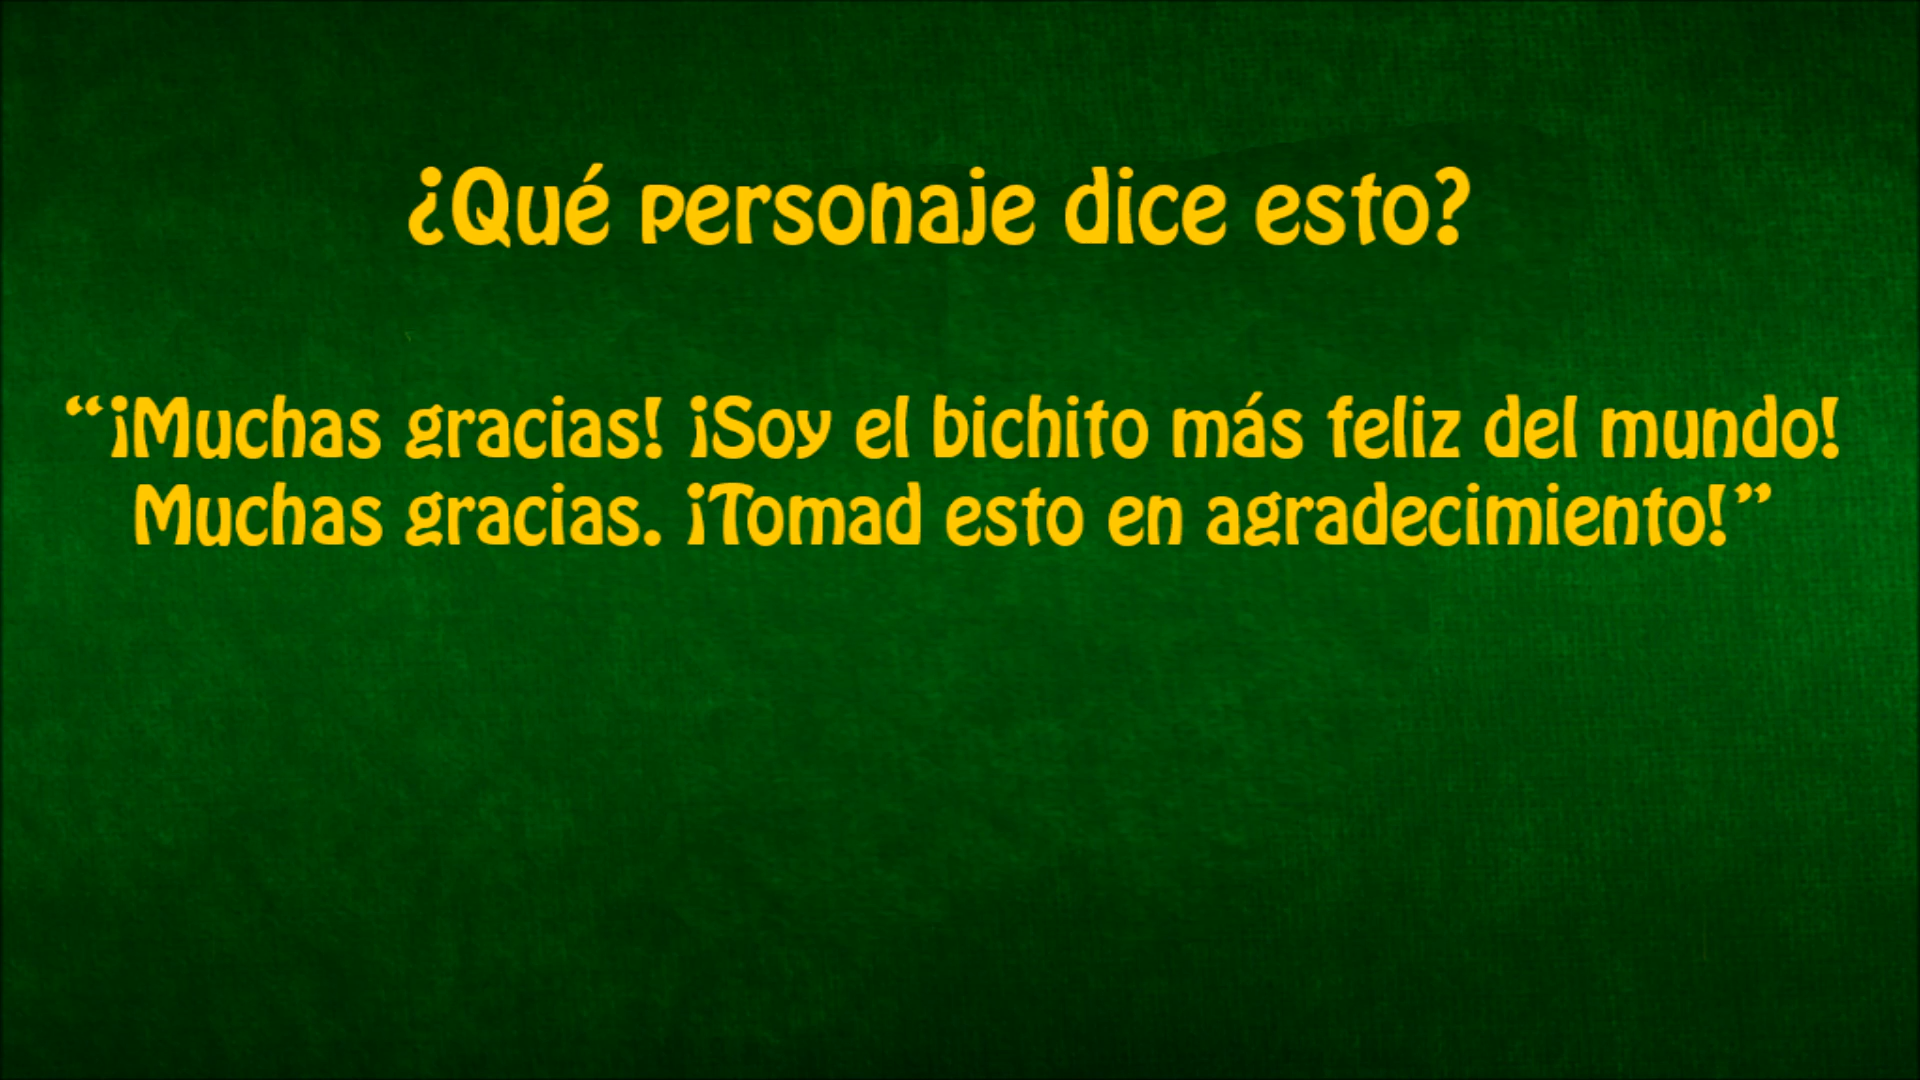 ¿Qué personaje dice esto?
“¡Muchas gracias! ¡Soy el bichito más feliz del mundo!
Muchas gracias. ¡Tomad esto en agradecimiento!”